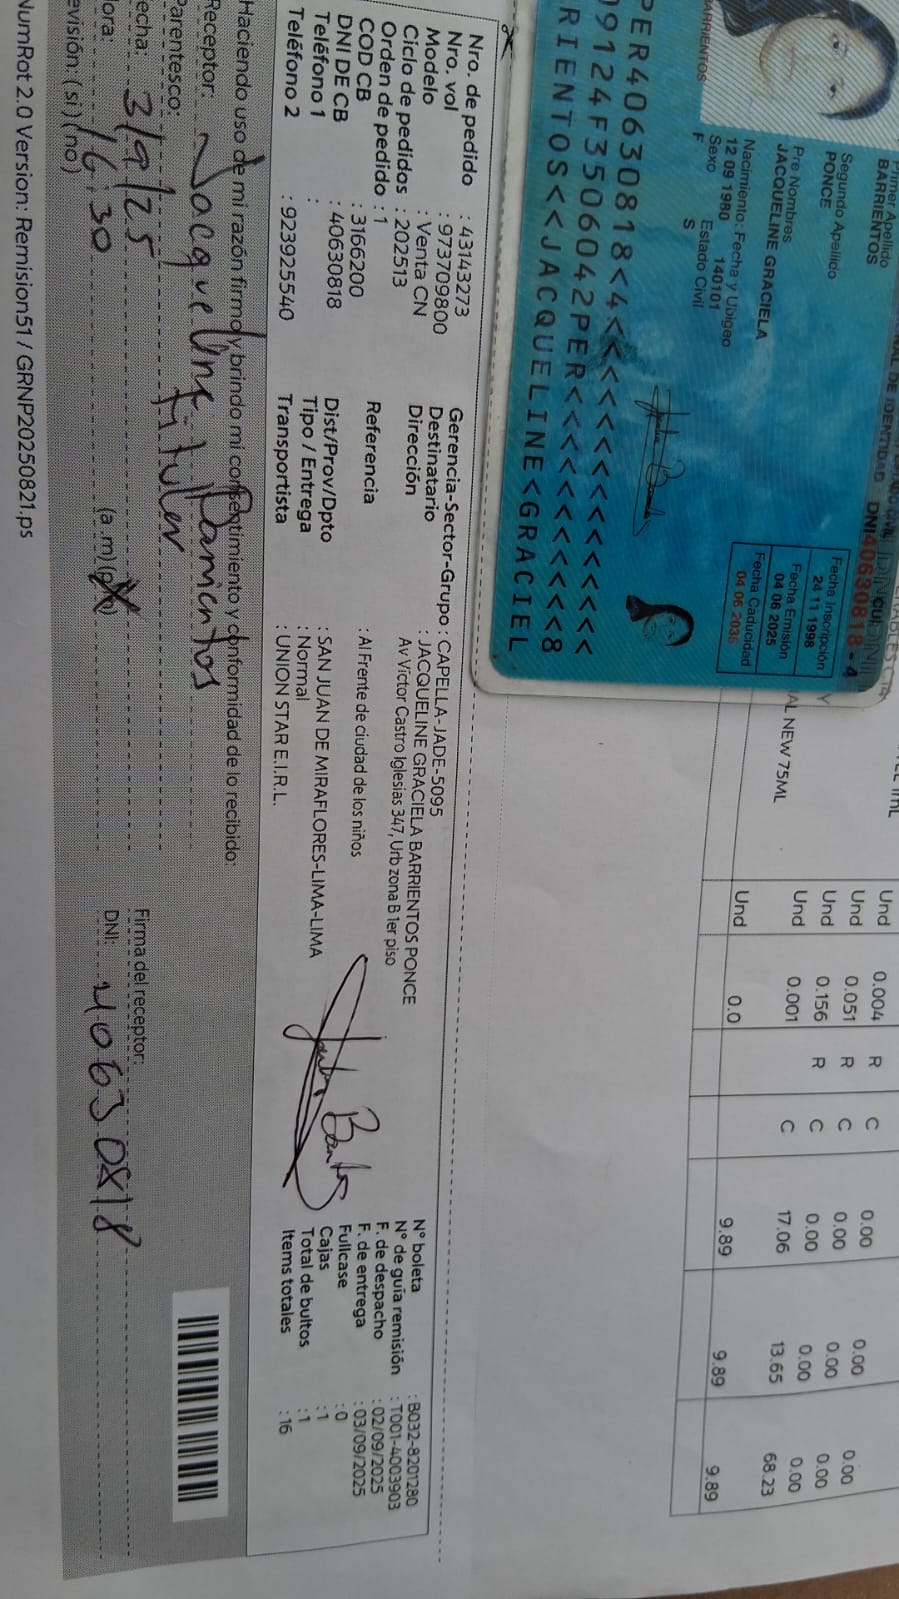 DNI40630818 - 4
Primer Apellido
BARRIENTOS
Segundo Apellido
PONCE
Pre Nombres
JACQUELINE GRACIELA
Nacimiento: Fecha y Ubigeo
12 09 1980 140101
Sexo Estado Civil
F S
Fecha Inscripción
24 11 1998
Fecha Emisión
04 06 2025
Fecha Caducidad
04 06 2035
BARRIENTOS
PER40630818<4<<<<<<<<<<<<
09124F3506042PER<<<<<<<<8
RIENTOS<<JACQUELINE<GRACIEL
AL NEW 75ML
Und 0.004 R C 0.00 0.00 0.00
Und 0.051 R C 0.00 0.00 0.00
Und 0.156 R C 0.00 0.00 0.00
Und 0.001 C 17.06 13.65 68.23
Und 0.0 9.89 9.89 9.89
Nro. de pedido : 43143273
Nro. vol : 973709800
Modelo : Venta CN
Ciclo de pedidos : 202513
Orden de pedido : 1
COD CB : 3166200
DNI DE CB : 40630818
Teléfono 1 :
Teléfono 2 : 923925540
Gerencia-Sector-Grupo : CAPELLA-JADE-5095
Destinatario : JACQUELINE GRACIELA BARRIENTOS PONCE
Dirección Av Víctor Castro Iglesias 347, Urb zona B 1er piso
Referencia : Al Frente de ciudad de los niños
Dist/Prov/Dpto : SAN JUAN DE MIRAFLORES-LIMA-LIMA
Tipo / Entrega : Normal
Transportista : UNION STAR E.I.R.L.
N° boleta : B032-8201280
N° de guía remisión : T001-4003903
F. de despacho : 02/09/2025
F. de entrega : 03/09/2025
Fullcase : 0
Cajas : 1
Total de bultos : 1
Items totales : 16
Haciendo uso de mi razón firmo y brindo mi consentimiento y conformidad de lo recibido:
Receptor: Jacqueline Barrientos
Parentesco: titular
echa: 3/9/25
ora: 16:30 (a.m) (p.m)
evisión: ( si ) ( no )
Firma del receptor:
DNI: 40630818
NumRot 2.0 Version: Remision51 / GRNP20250821.ps